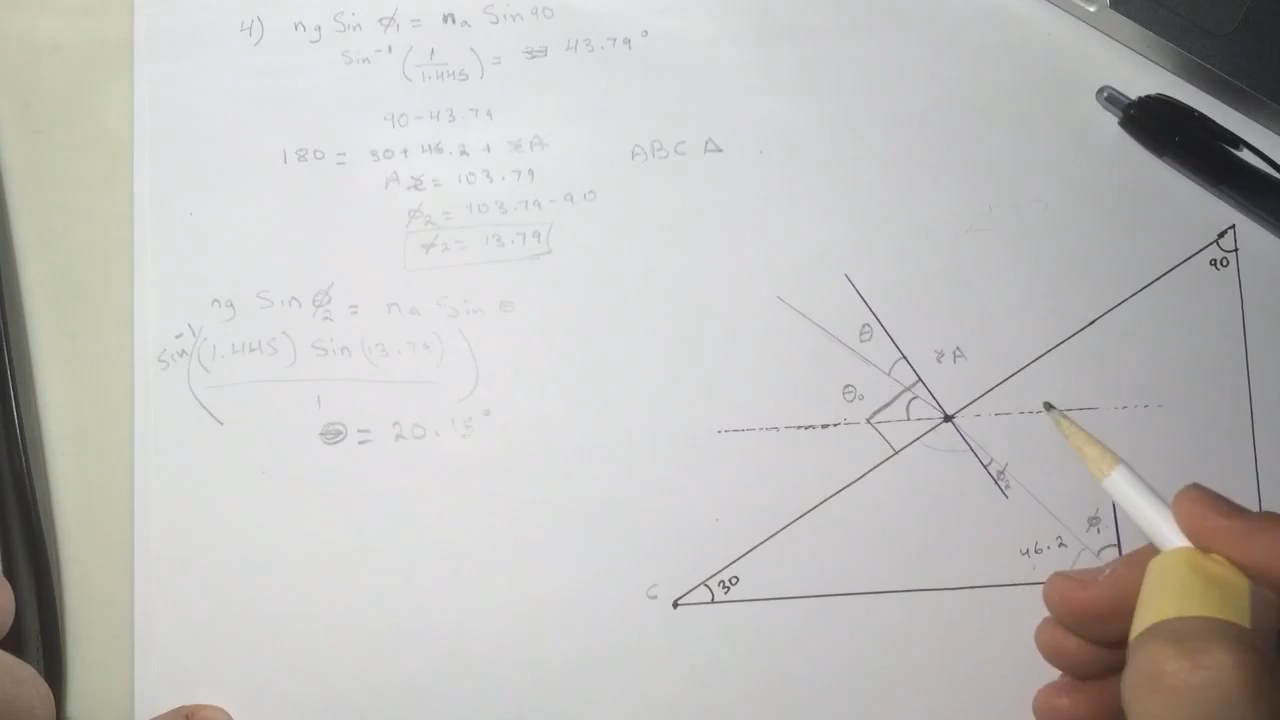 4) ng Sin ϕ₁ = na Sin 90
Sin⁻¹ (1/1.445) = 43.79°
90-43.79
180 = 30 + 46.2 + A
A = 103.79
ϕ₂ = 103.79-90
ϕ₂ = 13.79
ABC Δ
ng Sin ϕ₂ = na Sin θ
Sin⁻¹ ((1.445) Sin (13.79) / 1)
θ = 20.15°
90
θ
A
θ₀
ϕ₂
ϕ₁
46.2
C
30